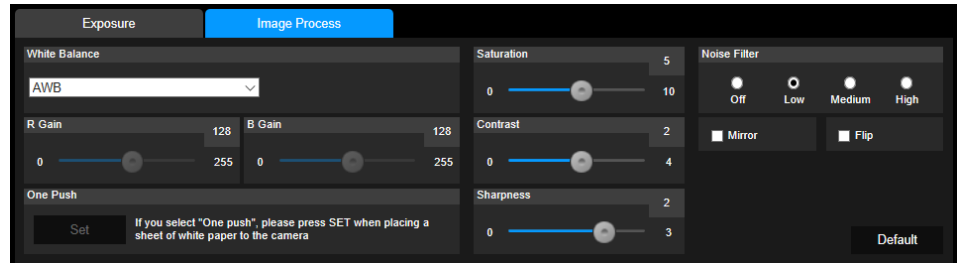 Exposure
Image Process
White Balance
AWB
R Gain
128
0
255
B Gain
128
0
255
One Push
Set
If you select "One push", please press SET when placing a
sheet of white paper to the camera
Saturation
5
0
10
Contrast
2
0
4
Sharpness
2
0
3
Noise Filter
Off
Low
Medium
High
Mirror
Flip
Default